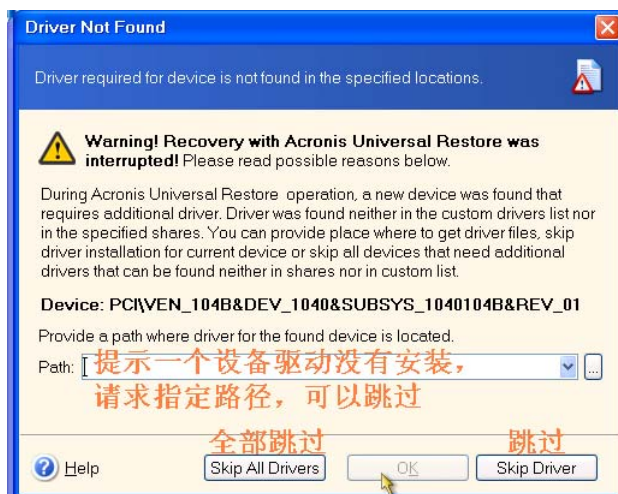 Driver Not Found
Driver required for device is not found in the specified locations.
Warning! Recovery with Acronis Universal Restore was
interrupted! Please read possible reasons below.
During Acronis Universal Restore operation, a new device was found that
requires additional driver. Driver was found neither in the custom drivers list nor
in the specified shares. You can provide place where to get driver files, skip
driver installation for current device or skip all devices that need additional
drivers that can be found neither in shares nor in custom list.
Device: PCI\VEN_104B&DEV_1040&SUBSYS_1040104B&REV_01
Provide a path where driver for the found device is located.
Path: 提示一个设备驱动没有安装， ...
请求指定路径，可以跳过
全部跳过 跳过
Help Skip All Drivers OK Skip Driver